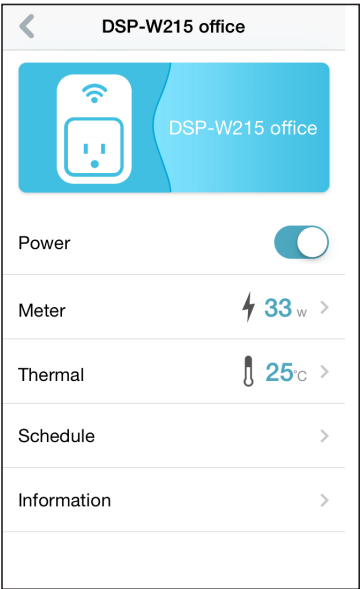 DSP-W215 office
DSP-W215 office
Power
Meter 33 w
Thermal 25°C
Schedule
Information